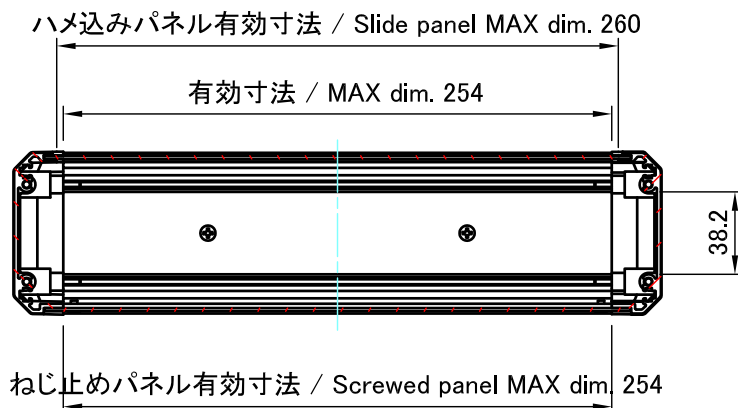 ハメ込みパネル有効寸法 / Slide panel MAX dim. 260
有効寸法 / MAX dim. 254
38.2
ねじ止めパネル有効寸法 / Screwed panel MAX dim. 254